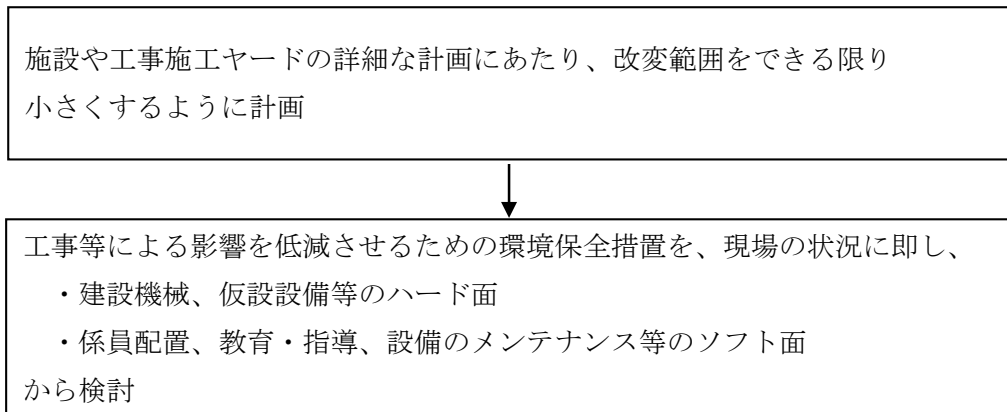 施設や工事施工ヤードの詳細な計画にあたり、改変範囲をできる限り
小さくするように計画
工事等による影響を低減させるための環境保全措置を、現場の状況に即し、
・建設機械、仮設設備等のハード面
・係員配置、教育・指導、設備のメンテナンス等のソフト面
から検討